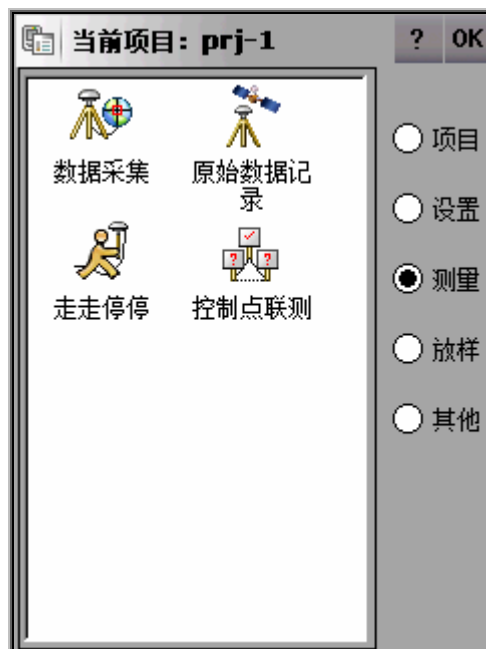 当前项目: prj-1
? OK
数据采集
原始数据记
录
走走停停
控制点联测
项目
设置
测量
放样
其他